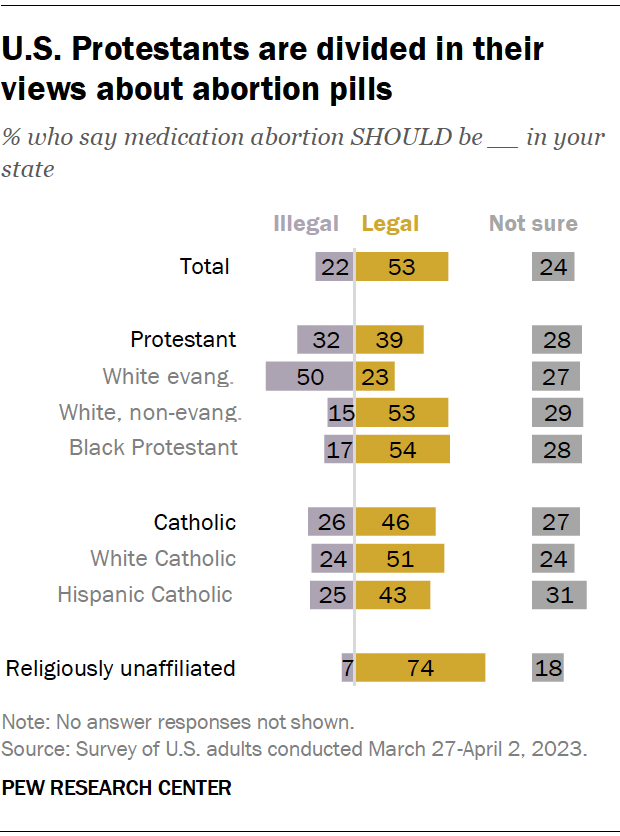 U.S. Protestants are divided in their
views about abortion pills
% who say medication abortion SHOULD be __ in your
state
Illegal Legal Not sure
Total 22 53 24
Protestant 32 39 28
White evang. 50 23 27
White, non-evang. 15 53 29
Black Protestant 17 54 28
Catholic 26 46 27
White Catholic 24 51 24
Hispanic Catholic 25 43 31
Religiously unaffiliated 7 74 18
Note: No answer responses not shown.
Source: Survey of U.S. adults conducted March 27-April 2, 2023.
PEW RESEARCH CENTER